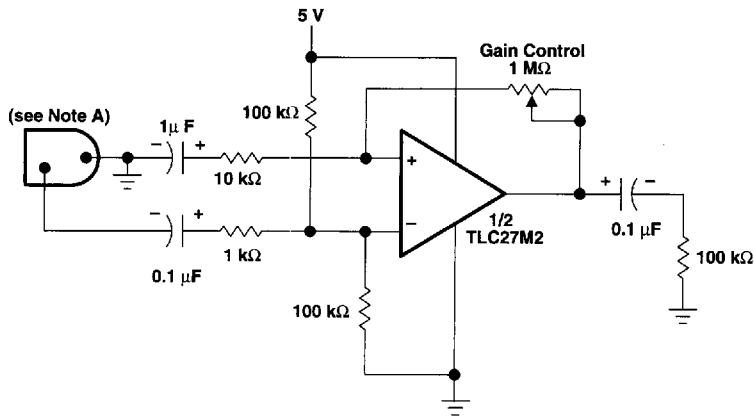 5 V
Gain Control
1 MΩ
(see Note A)
100 kΩ
1μ F
− +
10 kΩ
+
−
1/2
TLC27M2
− +
0.1 μF
1 kΩ
+ −
0.1 μF
100 kΩ
100 kΩ